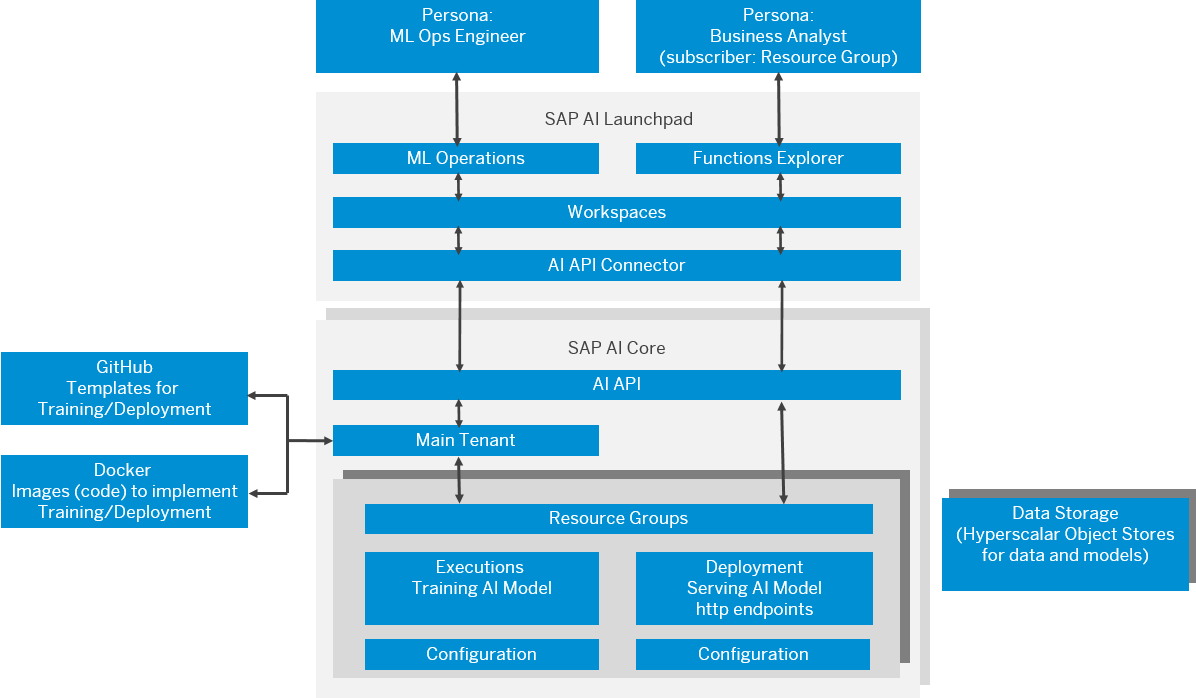 Persona:
ML Ops Engineer
Persona:
Business Analyst
(subscriber: Resource Group)
SAP AI Launchpad
ML Operations
Functions Explorer
Workspaces
AI API Connector
SAP AI Core
AI API
GitHub
Templates for
Training/Deployment
Main Tenant
Docker
Images (code) to implement
Training/Deployment
Resource Groups
Data Storage
(Hyperscalar Object Stores
for data and models)
Executions
Training AI Model
Deployment
Serving AI Model
http endpoints
Configuration
Configuration